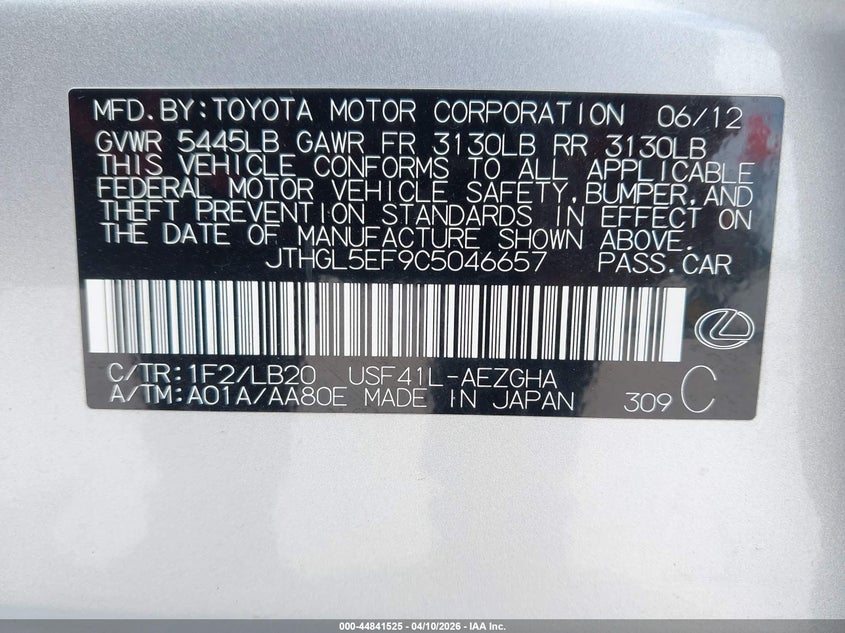 MFD.BY:TOYOTA MOTOR CORPORATION 06/12
GVWR 5445LB GAWR FR 3130LB RR 3130LB
THIS VEHICLE CONFORMS TO ALL APPLICABLE
FEDERAL MOTOR VEHICLE SAFETY,BUMPER,AND
THEFT PREVENTION STANDARDS IN EFFECT ON
THE DATE OF MANUFACTURE SHOWN ABOVE.
JTHGL5EF9C5046657 PASS.CAR
C/TR:1F2/LB20 USF41L-AEZGHA
A/TM:A01A/AA80E MADE IN JAPAN 309 C
000-44841525 - 04/10/2026 - IAA Inc.